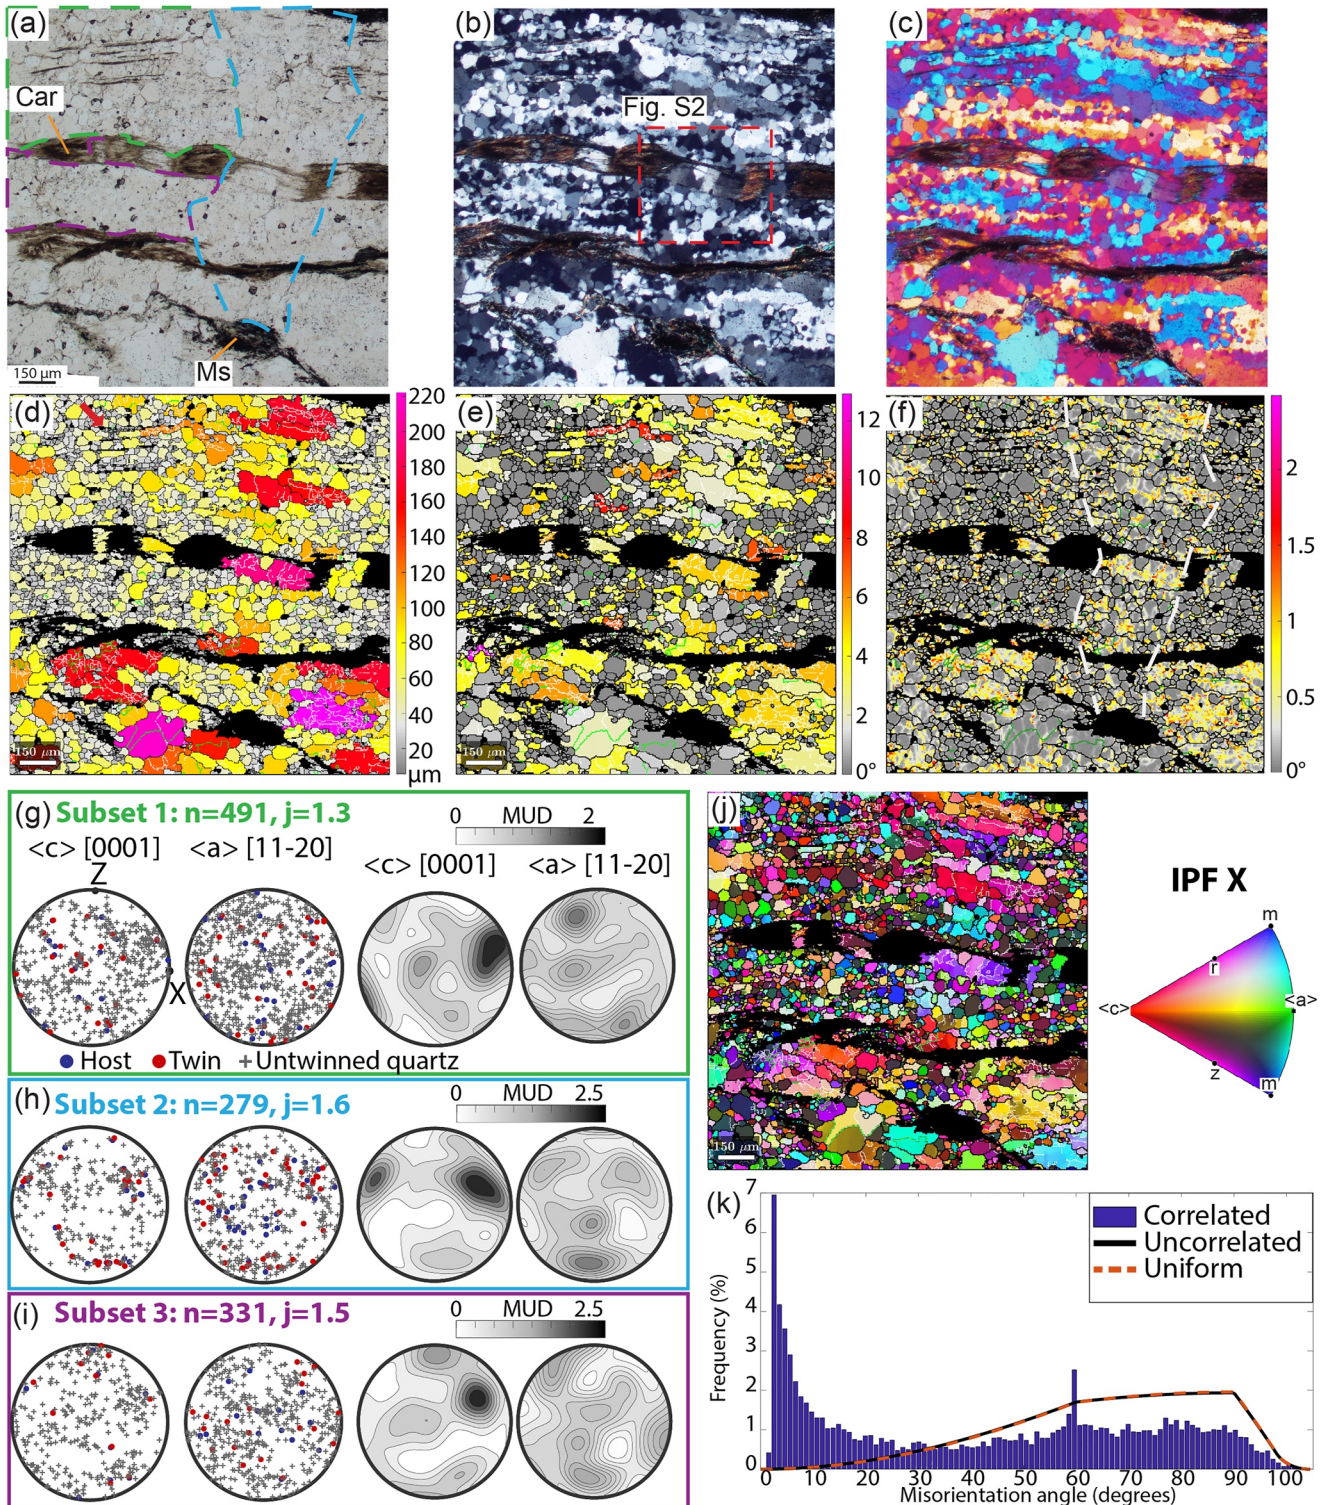 (a)
Car
Ms
150 µm
(b)
Fig. S2
(c)
(d)
220
200
180
160
140
120
100
80
60
40
20
µm
150 µm
(e)
12
10
8
6
4
2
0°
150 µm
(f)
2
1.5
1
0.5
0°
(g) Subset 1: n=491, j=1.3
0 MUD 2
<c> [0001] <a> [11-20] <c> [0001] <a> [11-20]
Z
X
Host Twin +Untwinned quartz
(h) Subset 2: n=279, j=1.6
0 MUD 2.5
(i) Subset 3: n=331, j=1.5
0 MUD 2.5
(j)
150 µm
IPF X
m
r
<c>
<a>
z
m
(k)
Correlated
Uncorrelated
Uniform
Frequency (%)
7
6
5
4
3
2
1
0
0 10 20 30 40 50 60 70 80 90 100
Misorientation angle (degrees)